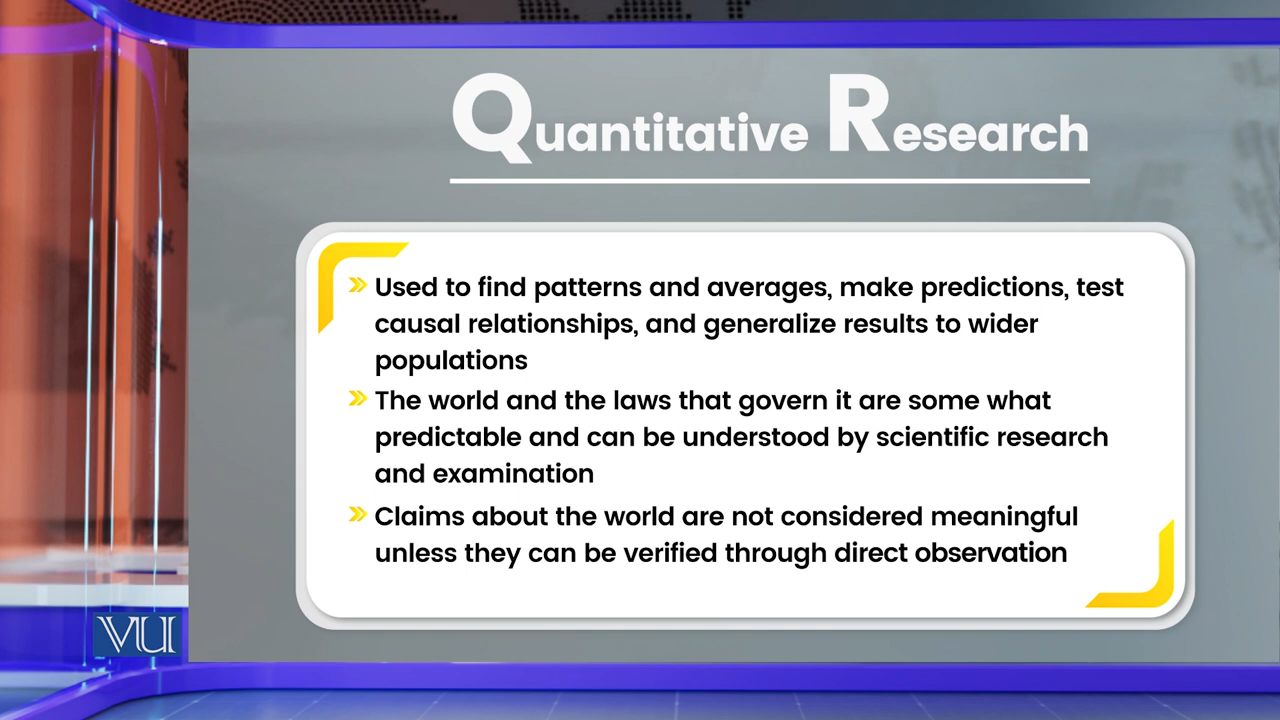 Quantitative Research
Used to find patterns and averages, make predictions, test
causal relationships, and generalize results to wider
populations
The world and the laws that govern it are some what
predictable and can be understood by scientific research
and examination
Claims about the world are not considered meaningful
unless they can be verified through direct observation
VU